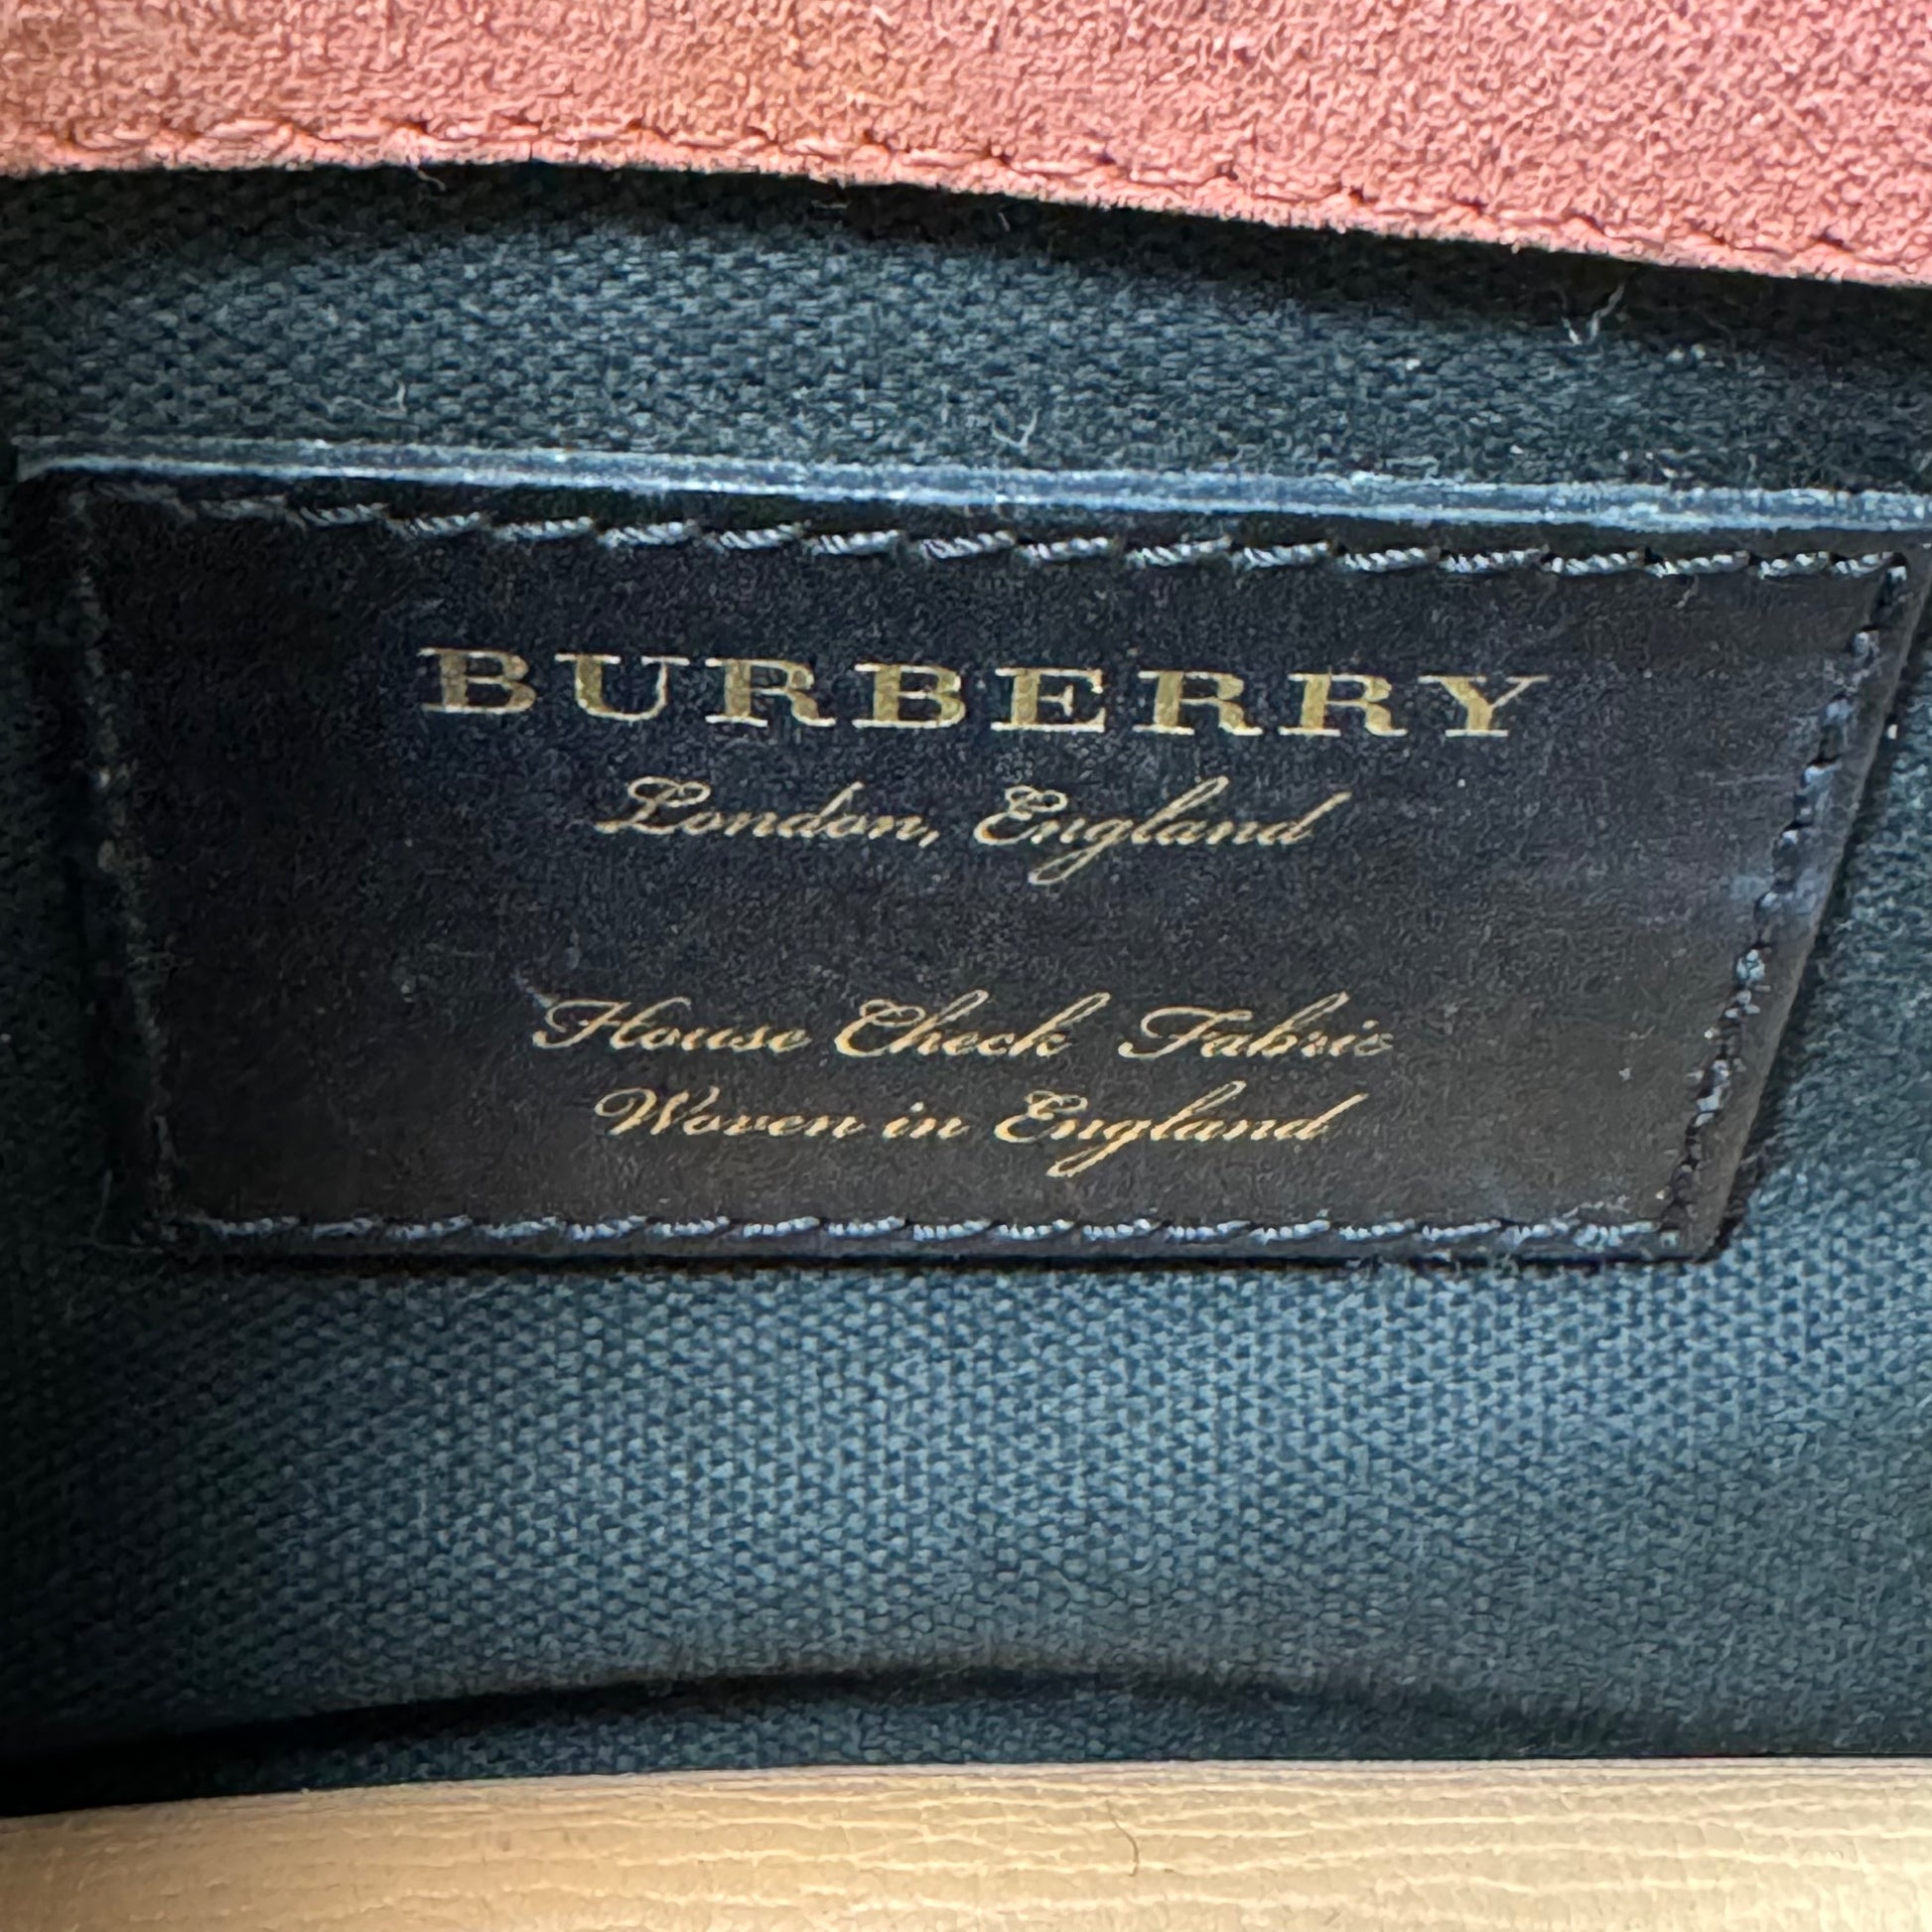 BURBERRY
London, England
House Check Fabric
Woven in England